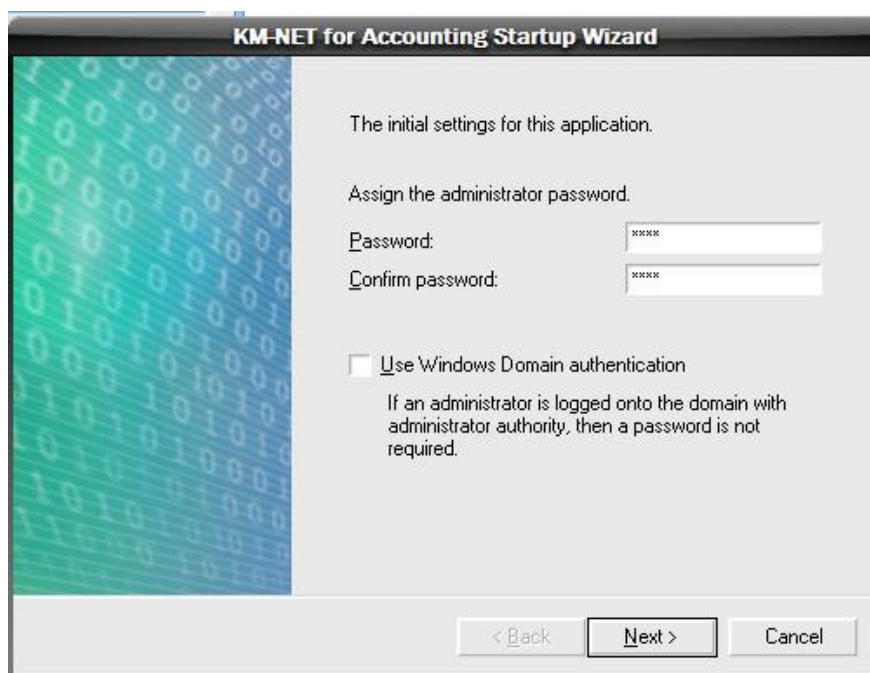 KM-NET for Accounting Startup Wizard
The initial settings for this application.
Assign the administrator password.
Password: ****
Confirm password: ****
Use Windows Domain authentication
If an administrator is logged onto the domain with
administrator authority, then a password is not
required.
< Back Next > Cancel